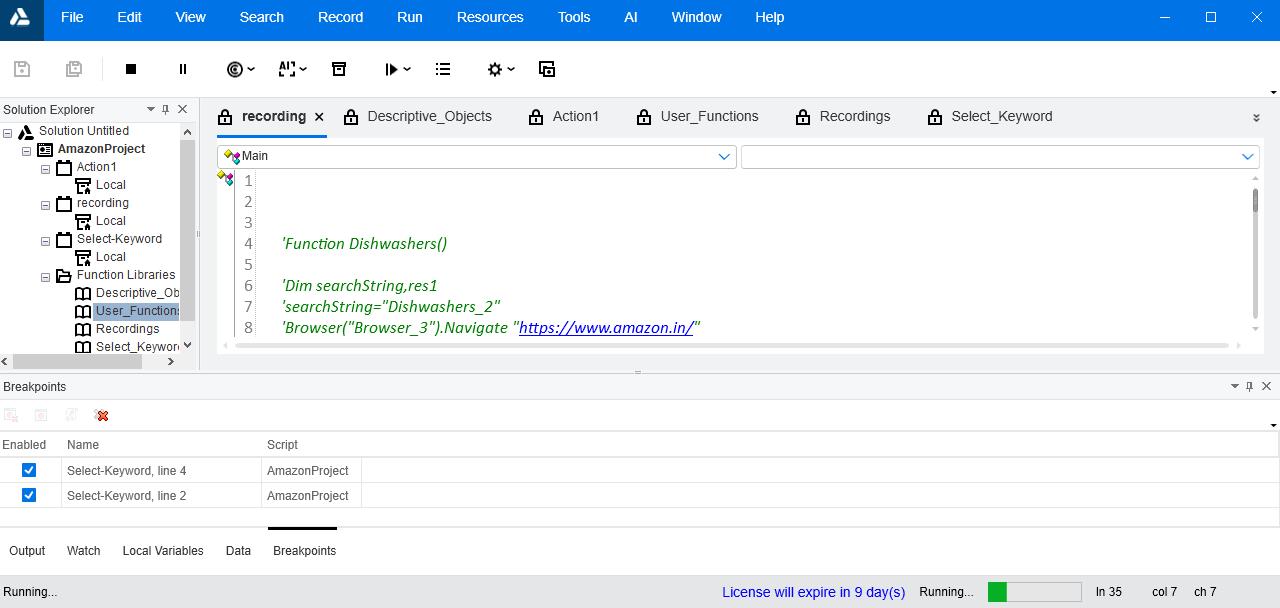 File Edit View Search Record Run Resources Tools AI Window Help
Solution Explorer
Solution Untitled
AmazonProject
Action1
Local
recording
Local
Select-Keyword
Local
Function Libraries
Descriptive_Ob
User_Functions
Recordings
Select_Keywor
recording Descriptive_Objects Action1 User_Functions Recordings Select_Keyword
Main
1
2
3
4 'Function Dishwashers()
5
6 'Dim searchString,res1
7 'searchString="Dishwashers_2"
8 'Browser("Browser_3").Navigate "https://www.amazon.in/"
Breakpoints
Enabled Name Script
Select-Keyword, line 4 AmazonProject
Select-Keyword, line 2 AmazonProject
Output Watch Local Variables Data Breakpoints
Running... License will expire in 9 day(s) Running... ln 35 col 7 ch 7